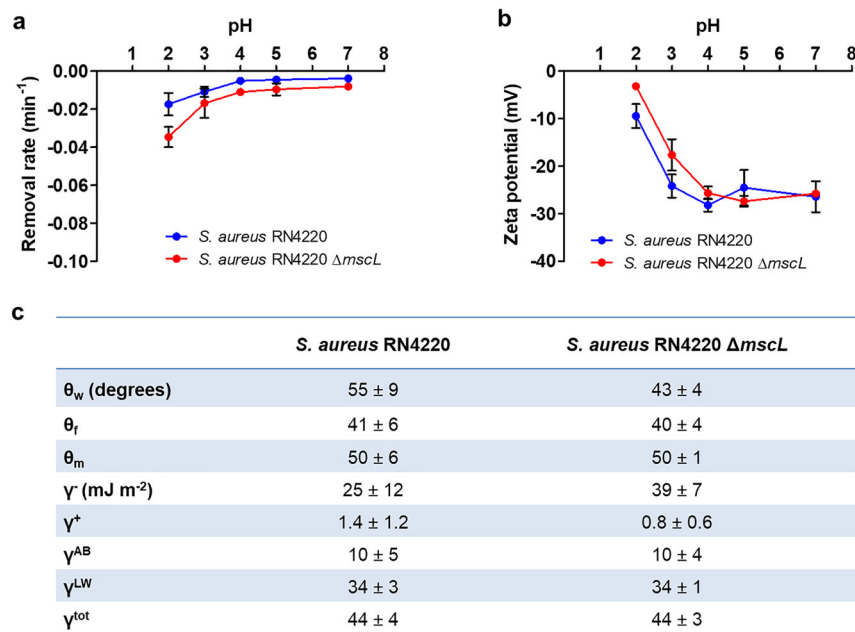 a
pH
1 2 3 4 5 6 7 8
0.00
-0.02
-0.04
-0.06
-0.08
-0.10
Removal rate (min⁻¹)
S. aureus RN4220
S. aureus RN4220 ΔmscL
b
pH
1 2 3 4 5 6 7 8
0
-10
-20
-30
-40
Zeta potential (mV)
S. aureus RN4220
S. aureus RN4220 ΔmscL
c
S. aureus RN4220 S. aureus RN4220 ΔmscL
θw (degrees) 55 ± 9 43 ± 4
θf 41 ± 6 40 ± 4
θm 50 ± 6 50 ± 1
γ⁻ (mJ m⁻²) 25 ± 12 39 ± 7
γ⁺ 1.4 ± 1.2 0.8 ± 0.6
γAB 10 ± 5 10 ± 4
γLW 34 ± 3 34 ± 1
γtot 44 ± 4 44 ± 3